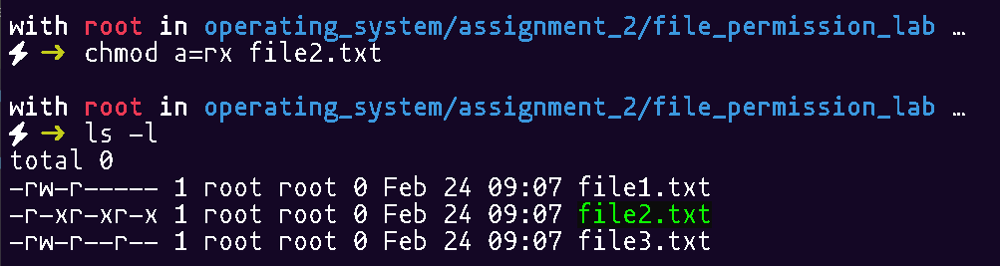 with root in operating_system/assignment_2/file_permission_lab …
⚡ → chmod a=rx file2.txt
with root in operating_system/assignment_2/file_permission_lab …
⚡ → ls -l
total 0
-rw-r----- 1 root root 0 Feb 24 09:07 file1.txt
-r-xr-xr-x 1 root root 0 Feb 24 09:07 file2.txt
-rw-r--r-- 1 root root 0 Feb 24 09:07 file3.txt